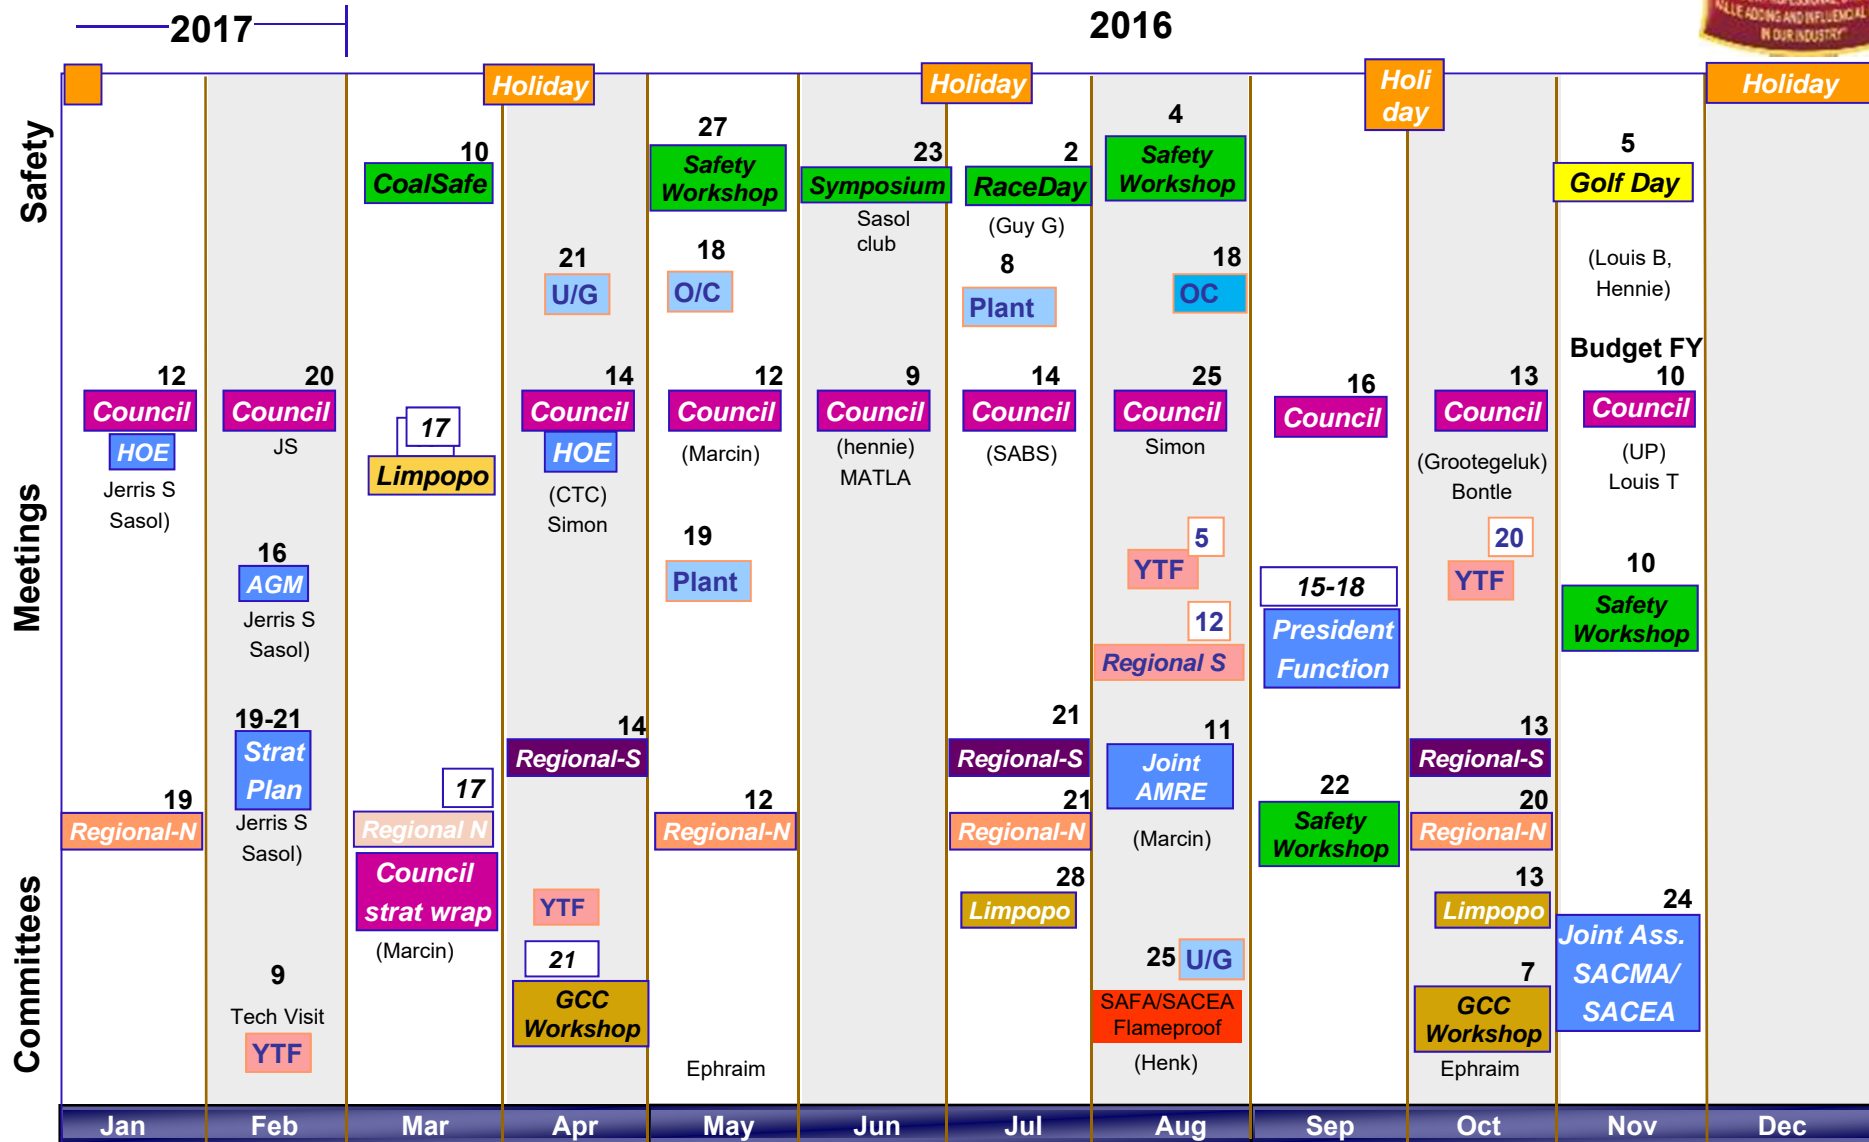 2017
2016
VALUE ADDING AND INFLUENCIAL
IN OUR INDUSTRY"
Holiday
Holiday
Holi
day
Holiday
Safety
10
CoalSafe
27
Safety
Workshop
23
Symposium
Sasol
club
2
RaceDay
(Guy G)
4
Safety
Workshop
5
Golf Day
(Louis B,
Hennie)
21
U/G
18
O/C
8
Plant
18
OC
Meetings
12
Council
HOE
Jerris S
Sasol)
20
Council
JS
17
Limpopo
14
Council
HOE
(CTC)
Simon
12
Council
(Marcin)
9
Council
(hennie)
MATLA
14
Council
(SABS)
25
Council
Simon
16
Council
13
Council
(Grootegeluk)
Bontle
Budget FY
10
Council
(UP)
Louis T
16
AGM
Jerris S
Sasol)
19
Plant
5
YTF
12
Regional S
15-18
President
Function
20
YTF
10
Safety
Workshop
Committees
19
Regional-N
19-21
Strat
Plan
Jerris S
Sasol)
9
Tech Visit
YTF
17
Regional N
Council
strat wrap
(Marcin)
14
Regional-S
YTF
21
GCC
Workshop
12
Regional-N
Ephraim
21
Regional-S
21
Regional-N
28
Limpopo
11
Joint
AMRE
(Marcin)
25
U/G
SAFA/SACEA
Flameproof
(Henk)
22
Safety
Workshop
13
Regional-S
20
Regional-N
13
Limpopo
7
GCC
Workshop
Ephraim
24
Joint Ass.
SACMA/
SACEA
Jan
Feb
Mar
Apr
May
Jun
Jul
Aug
Sep
Oct
Nov
Dec